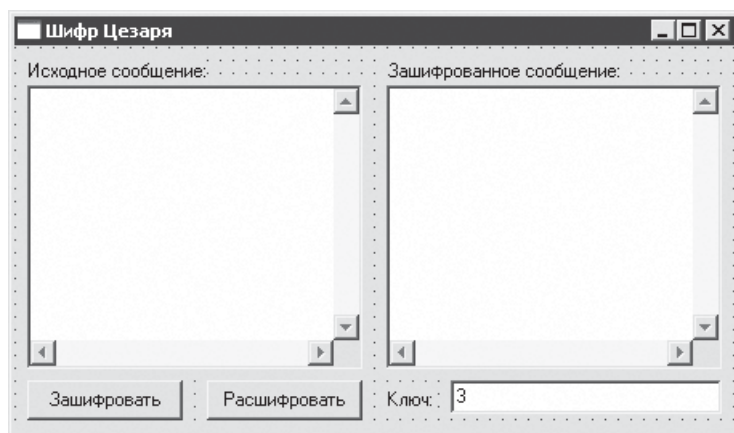 Шифр Цезаря
Исходное сообщение:
Зашифрованное сообщение:
Зашифровать
Расшифровать
Ключ:
3